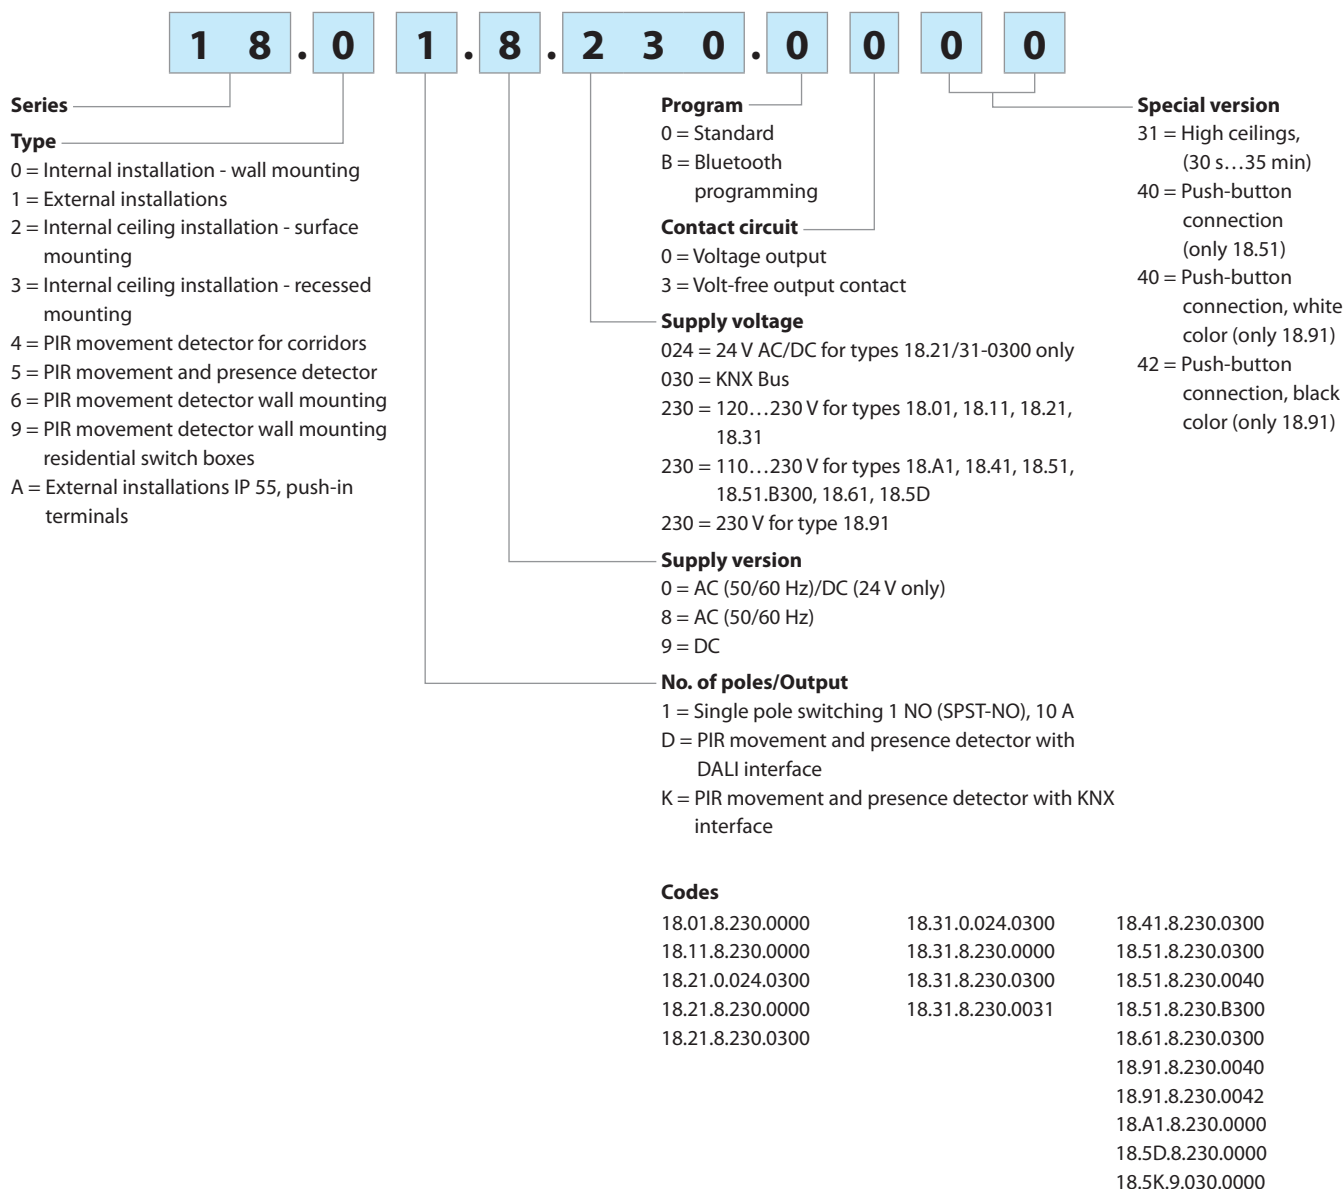 1 8 . 0 1 . 8 . 2 3 0 . 0 0 0 0
Series
Type
0 = Internal installation - wall mounting
1 = External installations
2 = Internal ceiling installation - surface
mounting
3 = Internal ceiling installation - recessed
mounting
4 = PIR movement detector for corridors
5 = PIR movement and presence detector
6 = PIR movement detector wall mounting
9 = PIR movement detector wall mounting
residential switch boxes
A = External installations IP 55, push-in
terminals
Program
0 = Standard
B = Bluetooth
programming
Contact circuit
0 = Voltage output
3 = Volt-free output contact
Supply voltage
024 = 24 V AC/DC for types 18.21/31-0300 only
030 = KNX Bus
230 = 120…230 V for types 18.01, 18.11, 18.21,
18.31
230 = 110…230 V for types 18.A1, 18.41, 18.51,
18.51.B300, 18.61, 18.5D
230 = 230 V for type 18.91
Supply version
0 = AC (50/60 Hz)/DC (24 V only)
8 = AC (50/60 Hz)
9 = DC
No. of poles/Output
1 = Single pole switching 1 NO (SPST-NO), 10 A
D = PIR movement and presence detector with
DALI interface
K = PIR movement and presence detector with KNX
interface
Special version
31 = High ceilings,
(30 s…35 min)
40 = Push-button
connection
(only 18.51)
40 = Push-button
connection, white
color (only 18.91)
42 = Push-button
connection, black
color (only 18.91)
Codes
18.01.8.230.0000
18.11.8.230.0000
18.21.0.024.0300
18.21.8.230.0000
18.21.8.230.0300
18.31.0.024.0300
18.31.8.230.0000
18.31.8.230.0300
18.31.8.230.0031
18.41.8.230.0300
18.51.8.230.0300
18.51.8.230.0040
18.51.8.230.B300
18.61.8.230.0300
18.91.8.230.0040
18.91.8.230.0042
18.A1.8.230.0000
18.5D.8.230.0000
18.5K.9.030.0000